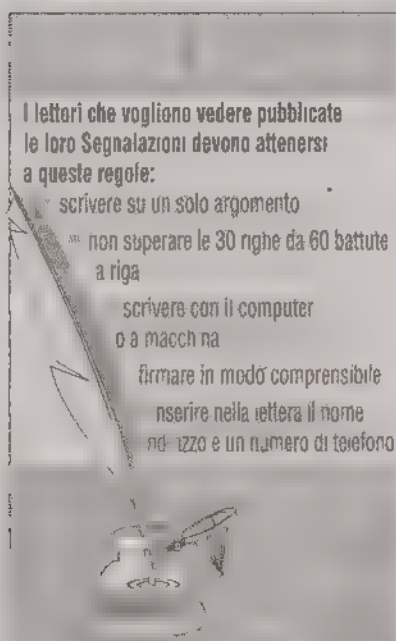 I lettori che vogliono vedere pubblicate
le loro Segnalazioni devono attenersi
a queste regole:
scrivere su un solo argomento
non superare le 30 righe da 60 battute
a riga
scrivere con il computer
o a macchina
firmare in modo comprensibile
inserire nella lettera il nome
indirizzo e un numero di telefono